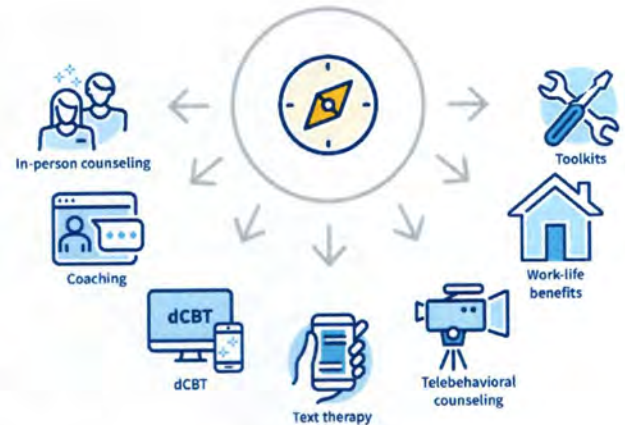 In-person counseling
Toolkits
Coaching
Work-life
benefits
dCBT
dCBT
Telebehavioral
counseling
Text therapy